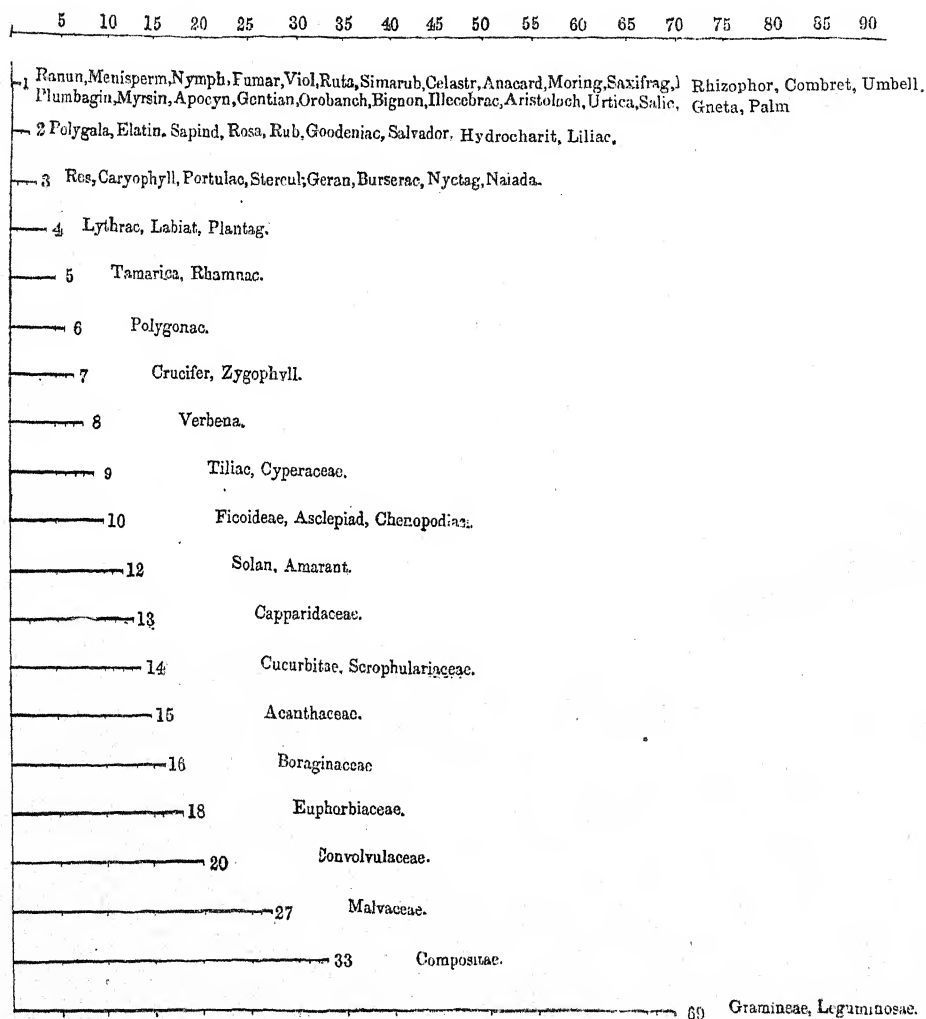 5 10 15 20 25 30 35 40 45 50 55 60 65 70 75 80 85 90
1 Ranun, Menisperm, Nymph, Fumar, Viol, Ruta, Simarub, Celastr, Anacard, Moring, Saxifrag, Rhizophor, Combret, Umbell.
Plumbagin, Myrsin, Apocyn, Gentian, Orobanch, Bignon, Illecebrac, Aristoloch, Urtica, Salic, Gneta, Palm
2 Polygala, Elatin. Sapind, Rosa, Rub, Goodeniac, Salvador. Hydrocharit, Liliac.
3 Res, Caryophyll, Portulac, Stercul; Geran, Burserac, Nyctag, Naiada.
4 Lythrac, Labiat, Plantag.
5 Tamarica, Rhamnac.
6 Polygonac.
7 Crucifer, Zygophyll.
8 Verbena.
9 Tiliac, Cyperaceae.
10 Ficoideae, Asclepiad, Chenopodiac.
12 Solan, Amarant.
13 Capparidaceae.
14 Cucurbitae, Scrophulariaceae.
15 Acanthaceae.
16 Boraginaceae
18 Euphorbiaceae.
20 Convolvulaceae.
27 Malvaceae.
33 Compositae.
69 Gramineae, Leguminosae.